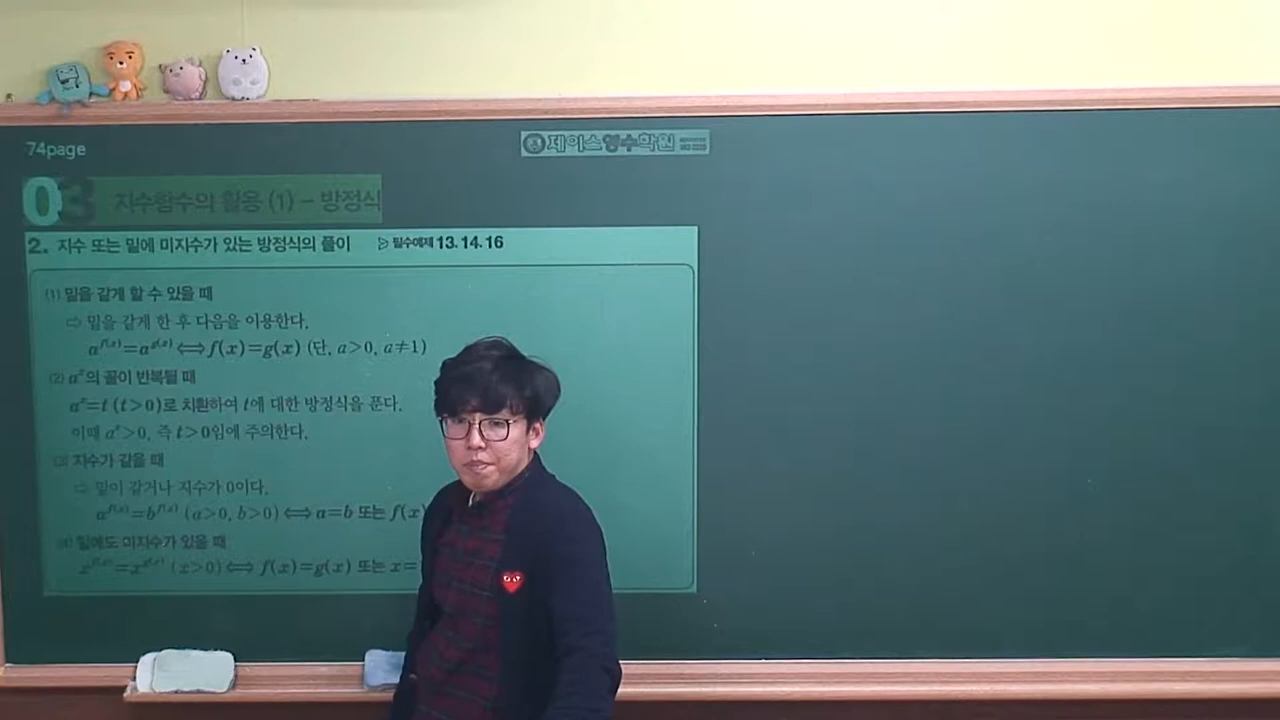 74page
제이스영수학원
03 지수함수의 활용 (1) - 방정식
2. 지수 또는 밑에 미지수가 있는 방정식의 풀이 ▷ 필수예제 13. 14. 16
(1) 밑을 같게 할 수 있을 때
⇨ 밑을 같게 한 후 다음을 이용한다.
a^{f(x)}=a^{g(x)} ⟺ f(x)=g(x) (단, a>0, a≠1)
(2) a^x의 꼴이 반복될 때
a^x=t (t>0)로 치환하여 t에 대한 방정식을 푼다.
이때 a^x>0, 즉 t>0임에 주의한다.
(3) 지수가 같을 때
⇨ 밑이 같거나 지수가 0이다.
a^{f(x)}=b^{f(x)} (a>0, b>0) ⟺ a=b 또는 f(x)
(4) 밑에도 미지수가 있을 때
x^{f(x)}=x^{g(x)} (x>0) ⟺ f(x)=g(x) 또는 x=